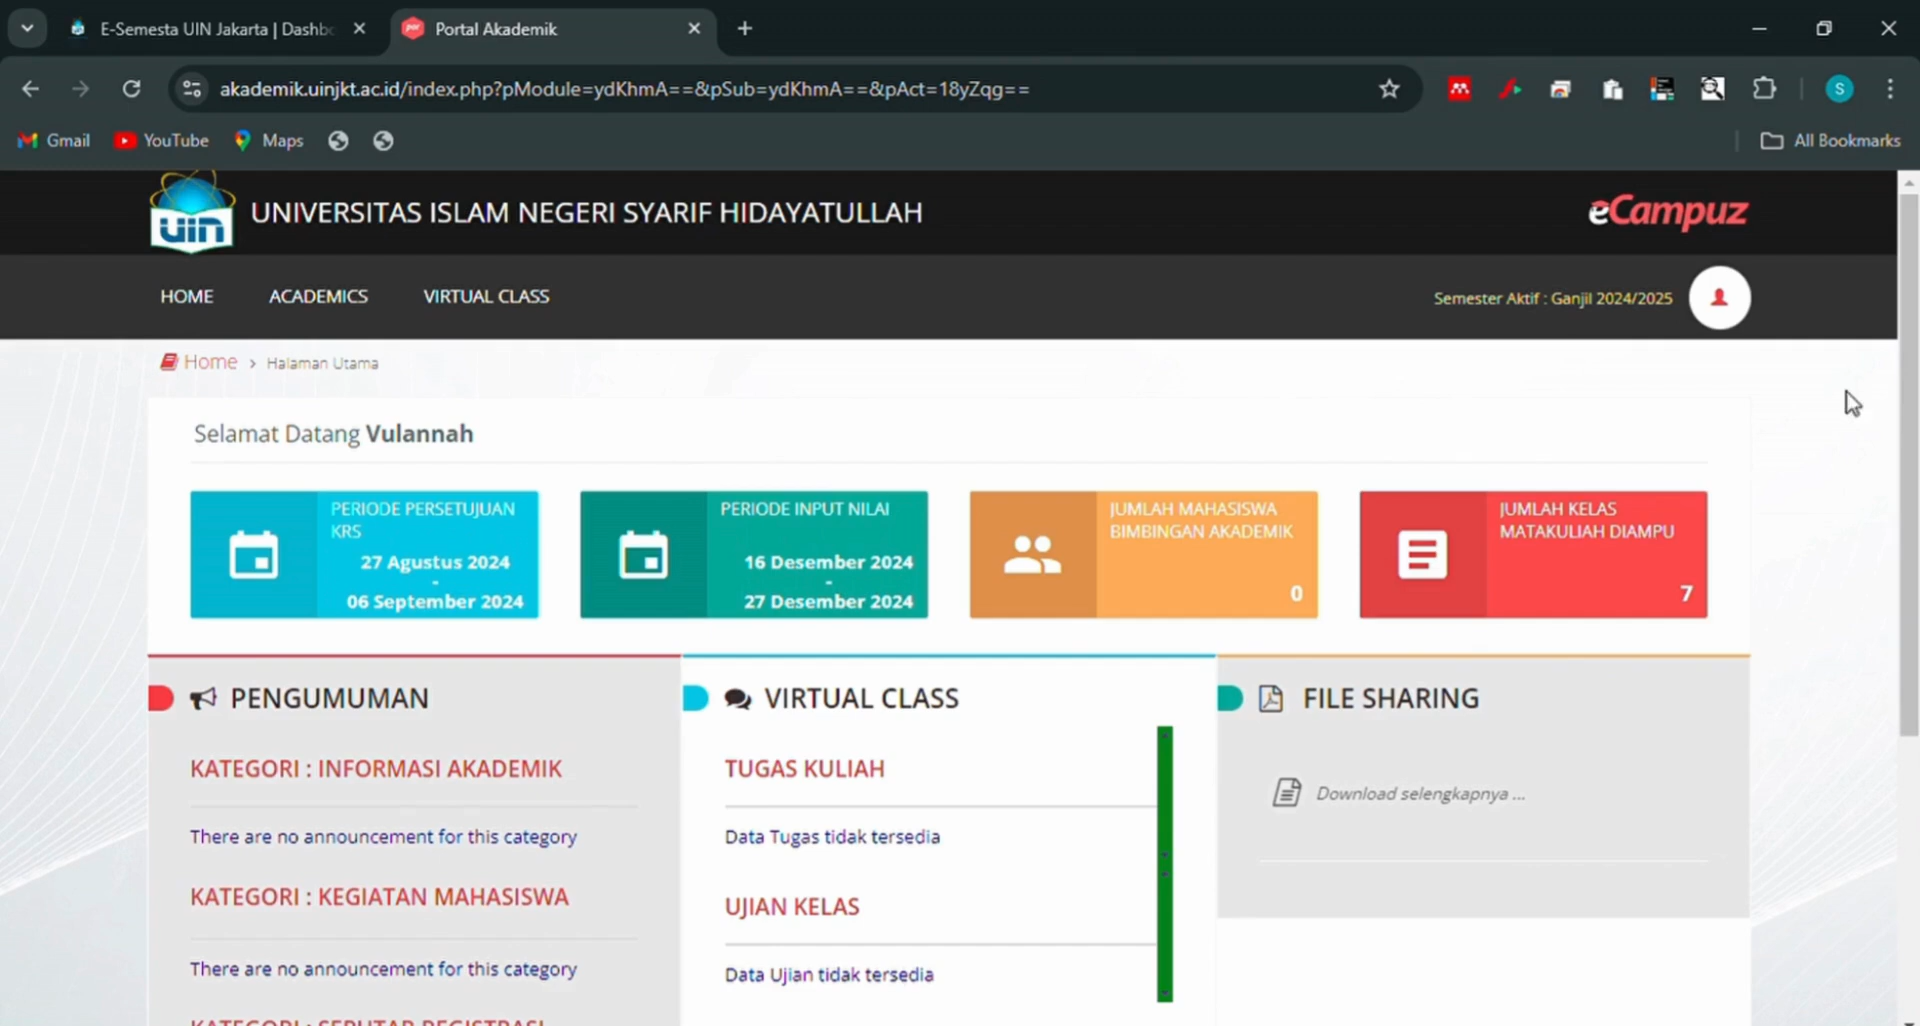 E-Semesta UIN Jakarta | Dashbo
Portal Akademik
akademik.uinjkt.ac.id/index.php?pModule=ydKhmA==&pSub=ydKhmA==&pAct=18yZqg==
S
Gmail
YouTube
Maps
All Bookmarks
uin
UNIVERSITAS ISLAM NEGERI SYARIF HIDAYATULLAH
eCampuz
HOME
ACADEMICS
VIRTUAL CLASS
Semester Aktif : Ganjil 2024/2025
Home › Halaman Utama
Selamat Datang Vulannah
PERIODE PERSETUJUAN
KRS
27 Agustus 2024
-
06 September 2024
PERIODE INPUT NILAI
16 Desember 2024
-
27 Desember 2024
JUMLAH MAHASISWA
BIMBINGAN AKADEMIK
0
JUMLAH KELAS
MATAKULIAH DIAMPU
7
PENGUMUMAN
KATEGORI : INFORMASI AKADEMIK
There are no announcement for this category
KATEGORI : KEGIATAN MAHASISWA
There are no announcement for this category
KATEGORI : SEPUTAR REGISTRASI
VIRTUAL CLASS
TUGAS KULIAH
Data Tugas tidak tersedia
UJIAN KELAS
Data Ujian tidak tersedia
FILE SHARING
Download selengkapnya ...